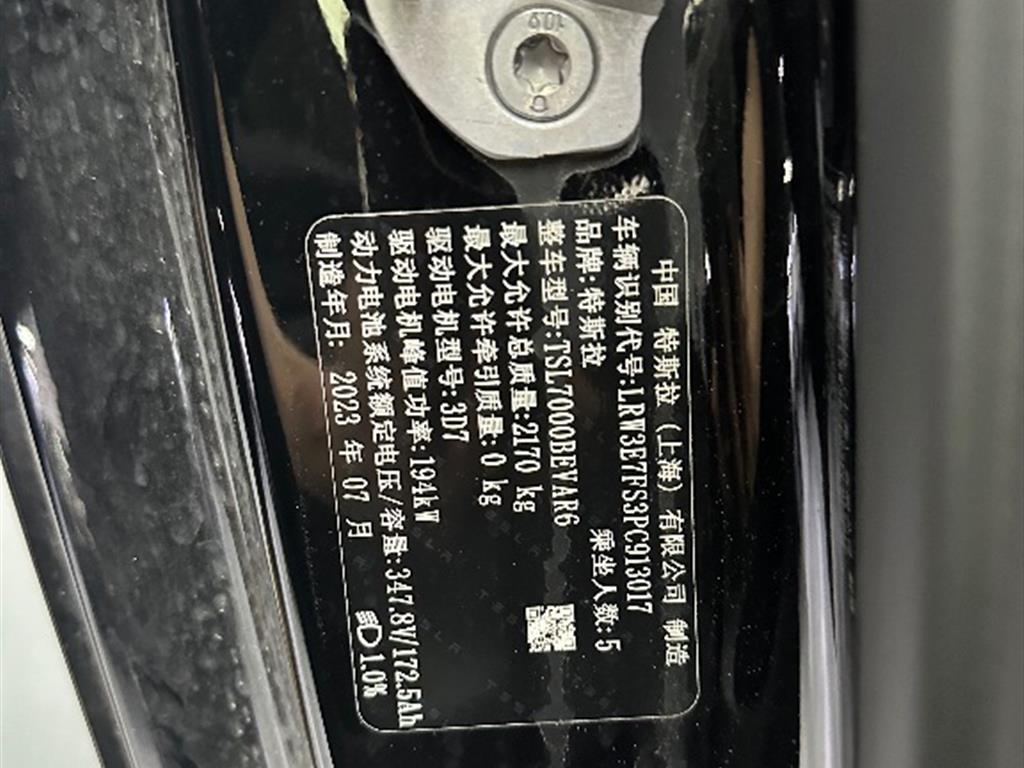 109
中国 特斯拉（上海）有限公司 制造
车辆识别代号:LRW3E7FS3PC913017
品牌:特斯拉 乘坐人数:5
整车型号:TSL7000BEVAR6
最大允许总质量:2170 kg
最大允许牵引质量:0 kg
驱动电机型号:3D7
驱动电机峰值功率:194kW
动力电池系统额定电压/容量:347.8V/172.5Ah
制造年月: 2023 年 07 月 1.0%